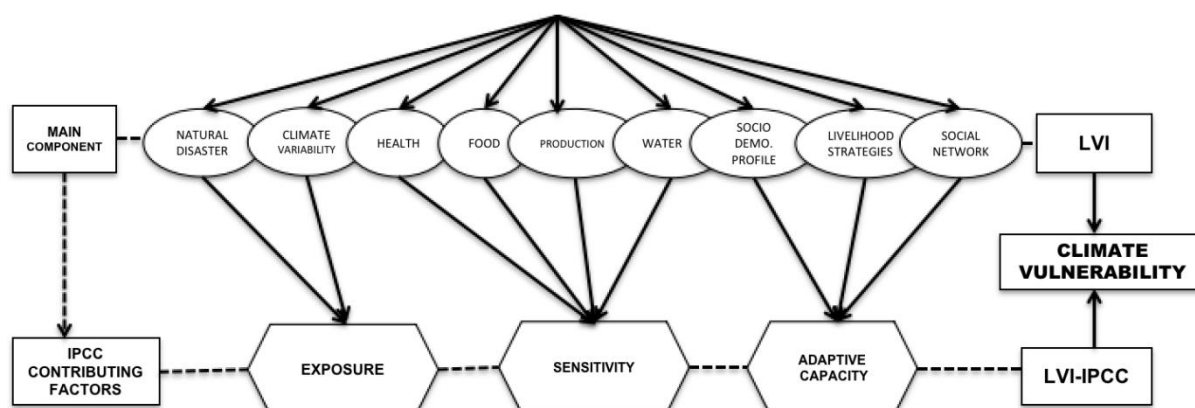 MAIN
COMPONENT
NATURAL
DISASTER
CLIMATE
VARIABILITY
HEALTH
FOOD
PRODUCTION
WATER
SOCIO
DEMO.
PROFILE
LIVELIHOOD
STRATEGIES
SOCIAL
NETWORK
LVI
CLIMATE
VULNERABILITY
IPCC
CONTRIBUTING
FACTORS
EXPOSURE
SENSITIVITY
ADAPTIVE
CAPACITY
LVI-IPCC